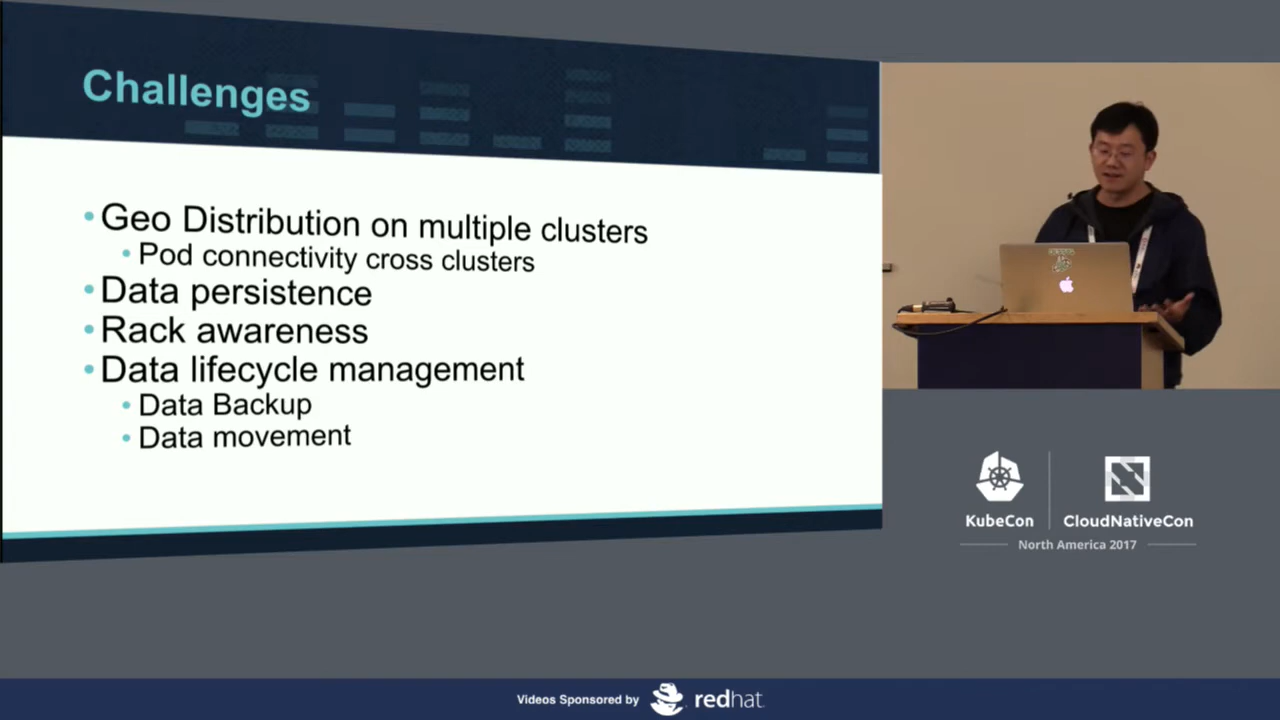 Challenges
Geo Distribution on multiple clusters
Pod connectivity cross clusters
Data persistence
Rack awareness
Data lifecycle management
Data Backup
Data movement
KubeCon
CloudNativeCon
North America 2017
Videos Sponsored by redhat